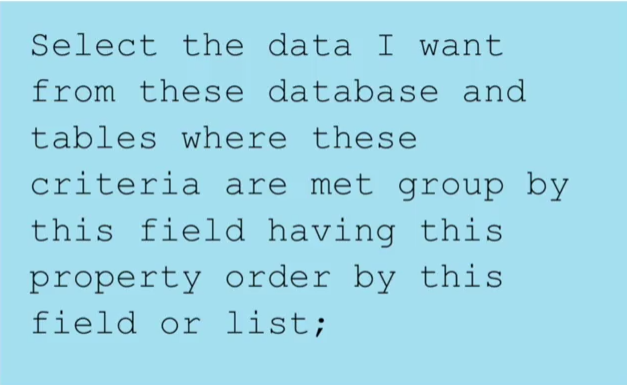 Select the data I want
from these database and
tables where these
criteria are met group by
this field having this
property order by this
field or list;